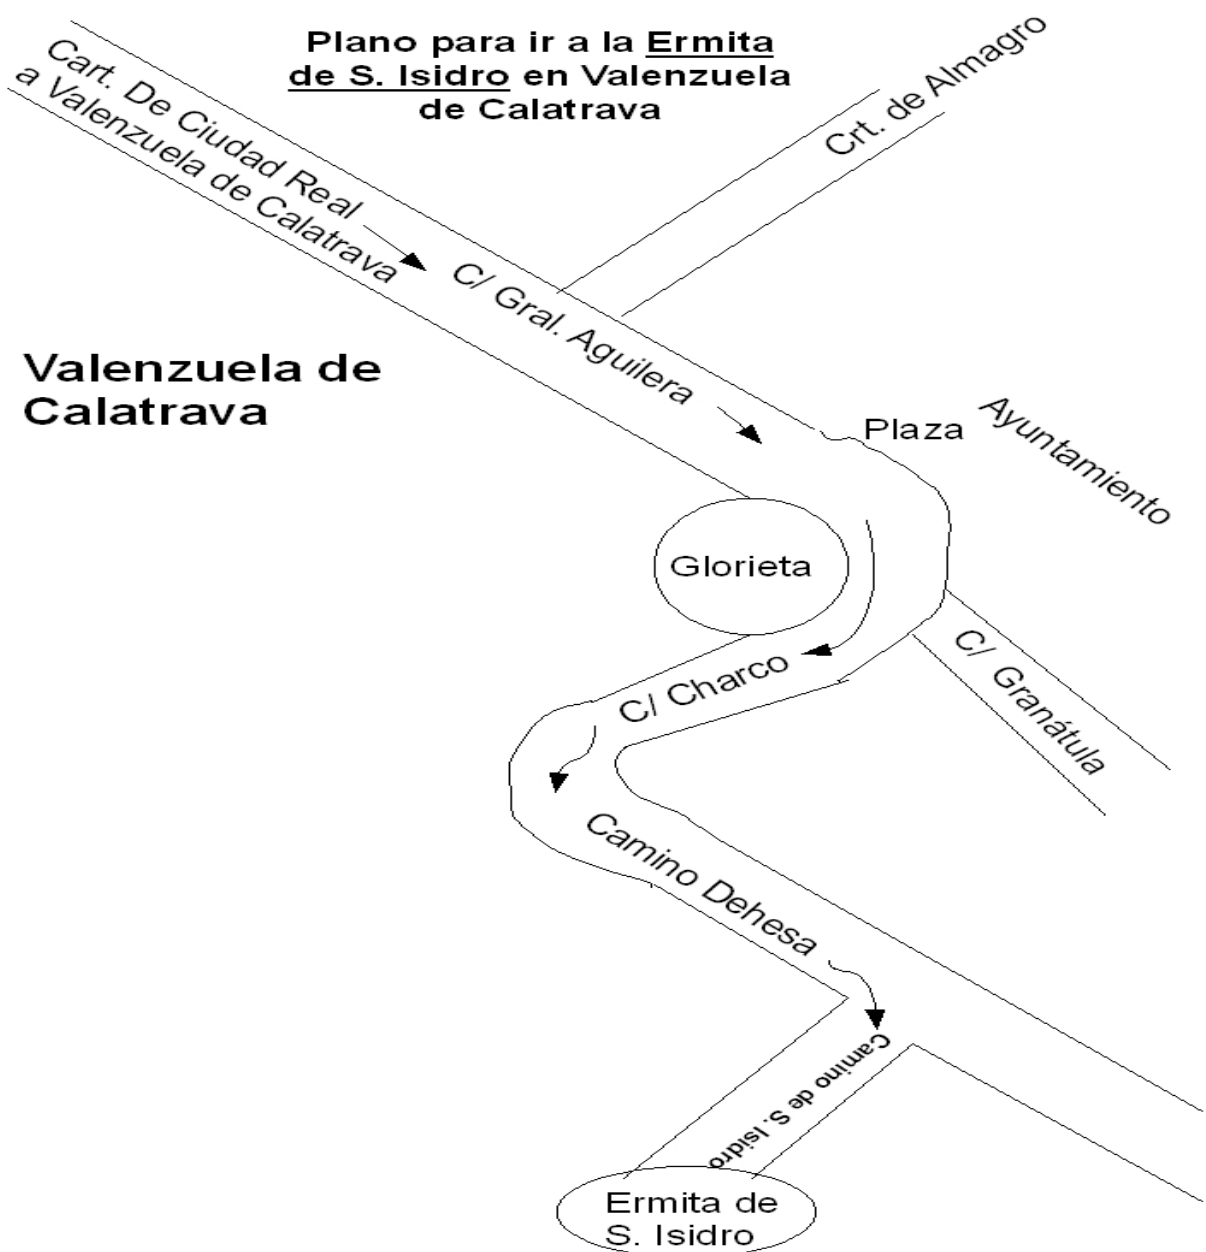 Plano para ir a la Ermita
de S. Isidro en Valenzuela
de Calatrava
Cart. De Ciudad Real
a Valenzuela de Calatrava
Crt. de Almagro
C/ Gral. Aguilera
Valenzuela de
Calatrava
Plaza
Ayuntamiento
Glorieta
C/ Charco
C/ Granátula
Camino Dehesa
Camino de S. Isidro
Ermita de
S. Isidro